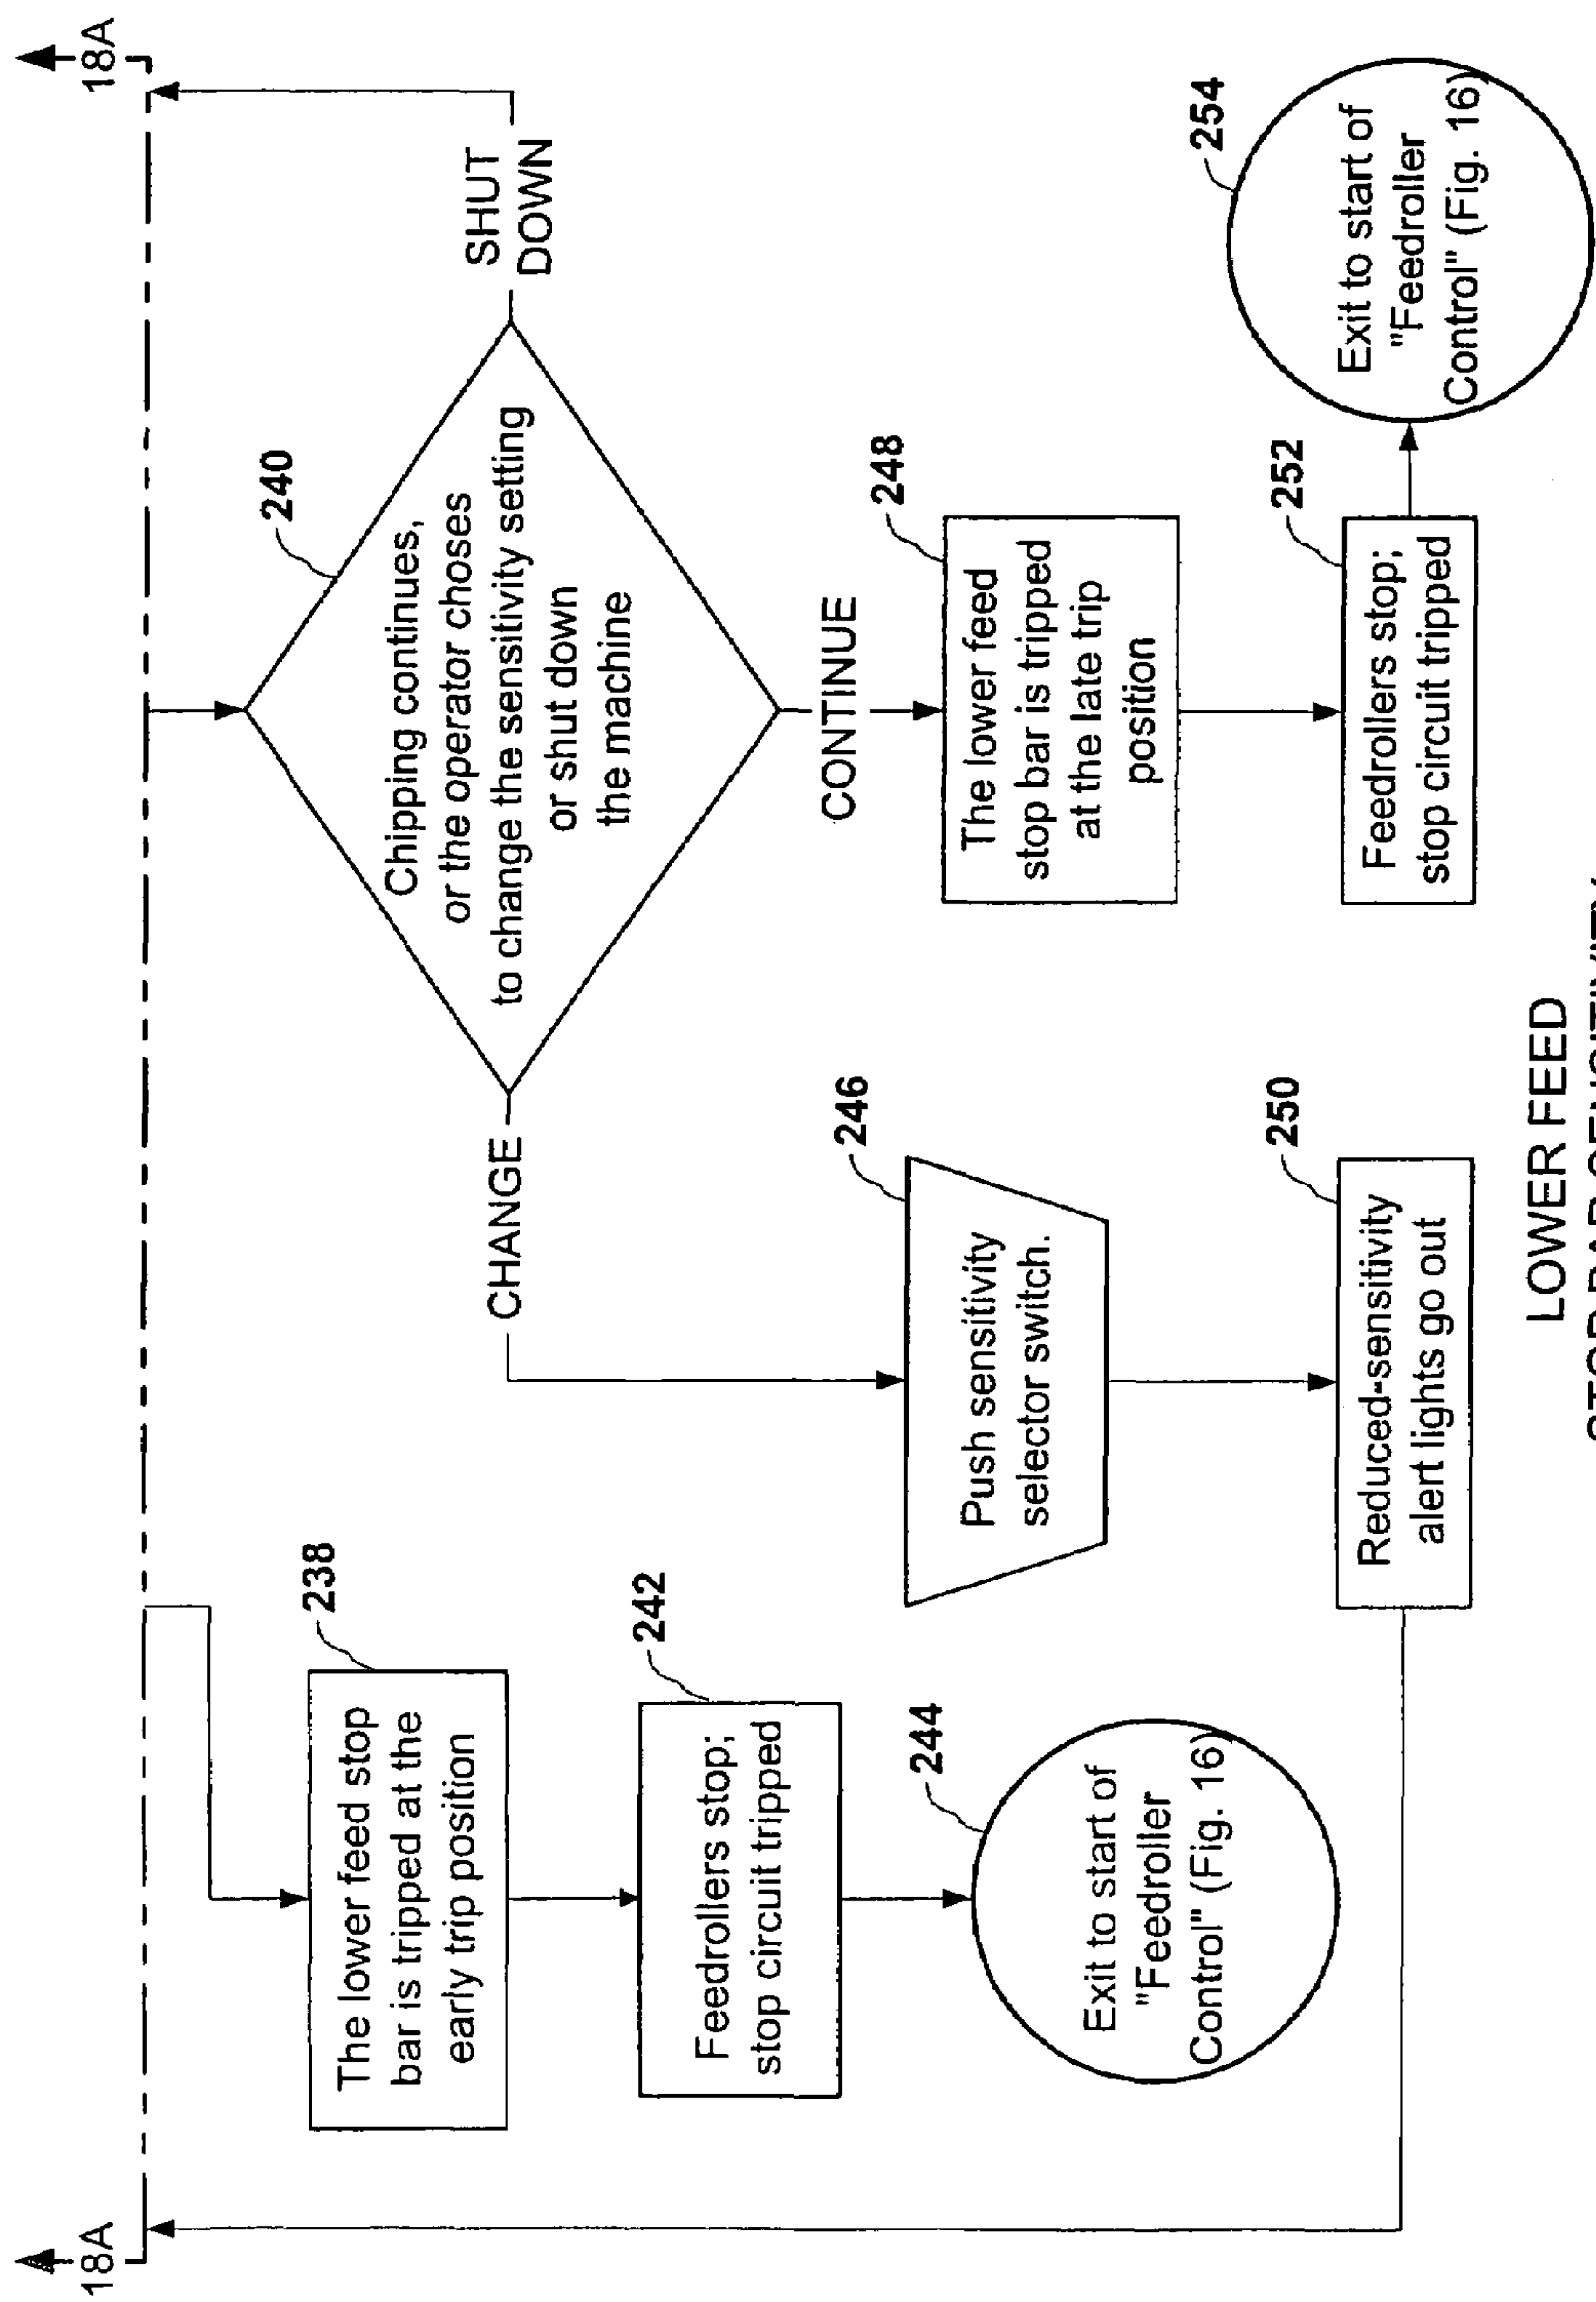 18A
18A
238
The lower feed stop
bar is tripped at the
early trip position
242
Feedrollers stop;
stop circuit tripped
244
Exit to start of
"Feedroller
Control" (Fig. 16)
240
Chipping continues,
or the operator choses
to change the sensitivity setting
or shut down
the machine
CHANGE
SHUT
DOWN
CONTINUE
246
Push sensitivity
selector switch.
250
Reduced-sensitivity
alert lights go out
248
The lower feed
stop bar is tripped
at the late trip
position
252
Feedrollers stop;
stop circuit tripped
254
Exit to start of
"Feedroller
Control" (Fig. 16)
LOWER FEED
STOP BAR SENSITIVITY